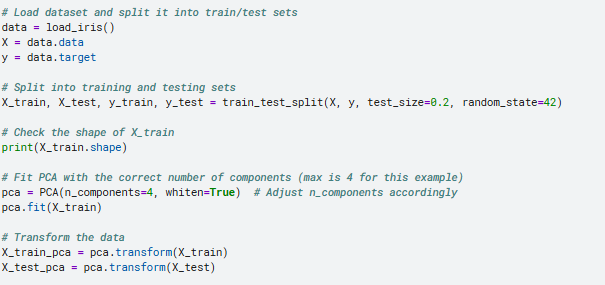 # Load dataset and split it into train/test sets
data = load_iris()
X = data.data
y = data.target
# Split into training and testing sets
X_train, X_test, y_train, y_test = train_test_split(X, y, test_size=0.2, random_state=42)
# Check the shape of X_train
print(X_train.shape)
# Fit PCA with the correct number of components (max is 4 for this example)
pca = PCA(n_components=4, whiten=True)  # Adjust n_components accordingly
pca.fit(X_train)
# Transform the data
X_train_pca = pca.transform(X_train)
X_test_pca = pca.transform(X_test)